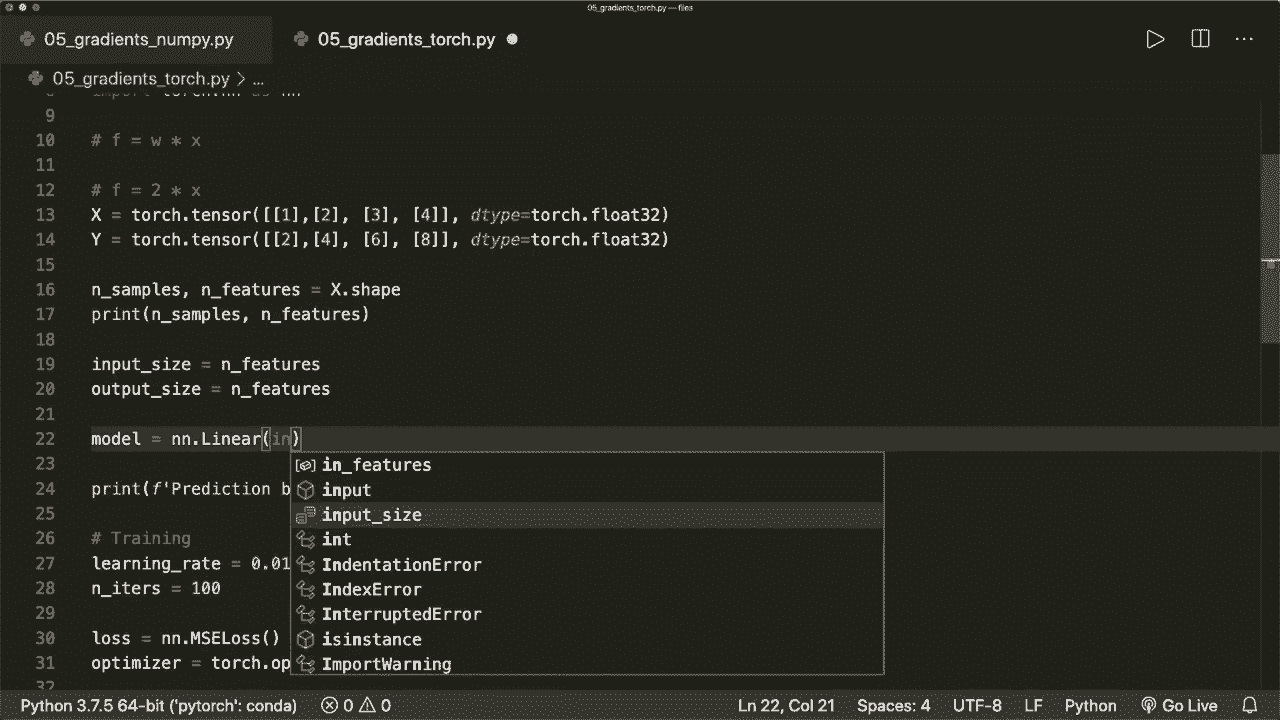 05_gradients_torch.py — files
05_gradients_numpy.py 05_gradients_torch.py
05_gradients_torch.py > ...
9
10 # f = w * x
11
12 # f = 2 * x
13 X = torch.tensor([[1],[2], [3], [4]], dtype=torch.float32)
14 Y = torch.tensor([[2],[4], [6], [8]], dtype=torch.float32)
15
16 n_samples, n_features = X.shape
17 print(n_samples, n_features)
18
19 input_size = n_features
20 output_size = n_features
21
22 model = nn.Linear(in)
23 in_features
24 print(f'Prediction b input
25 input_size
26 # Training int
27 learning_rate = 0.01 IndentationError
28 n_iters = 100 IndexError
29 InterruptedError
30 loss = nn.MSELoss() isinstance
31 optimizer = torch.op ImportWarning
32
Python 3.7.5 64-bit ('pytorch': conda) 0 0 Ln 22, Col 21 Spaces: 4 UTF-8 LF Python Go Live